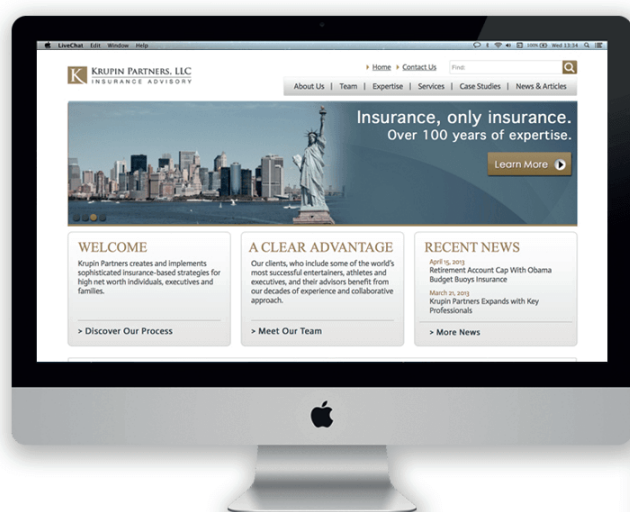 LiveChat Edit Window Help
100% Wed 13:34
Home Contact Us Find:
K KRUPIN PARTNERS, LLC
INSURANCE ADVISORY
About Us | Team | Expertise | Services | Case Studies | News & Articles
Insurance, only insurance.
Over 100 years of expertise.
Learn More
WELCOME
Krupin Partners creates and implements
sophisticated insurance-based strategies for
high net worth individuals, executives and
families.
> Discover Our Process
A CLEAR ADVANTAGE
Our clients, who include some of the world's
most successful entertainers, athletes and
executives, and their advisors benefit from
our decades of experience and collaborative
approach.
> Meet Our Team
RECENT NEWS
April 15, 2013
Retirement Account Cap With Obama
Budget Buoys Insurance
March 21, 2013
Krupin Partners Expands with Key
Professionals
> More News